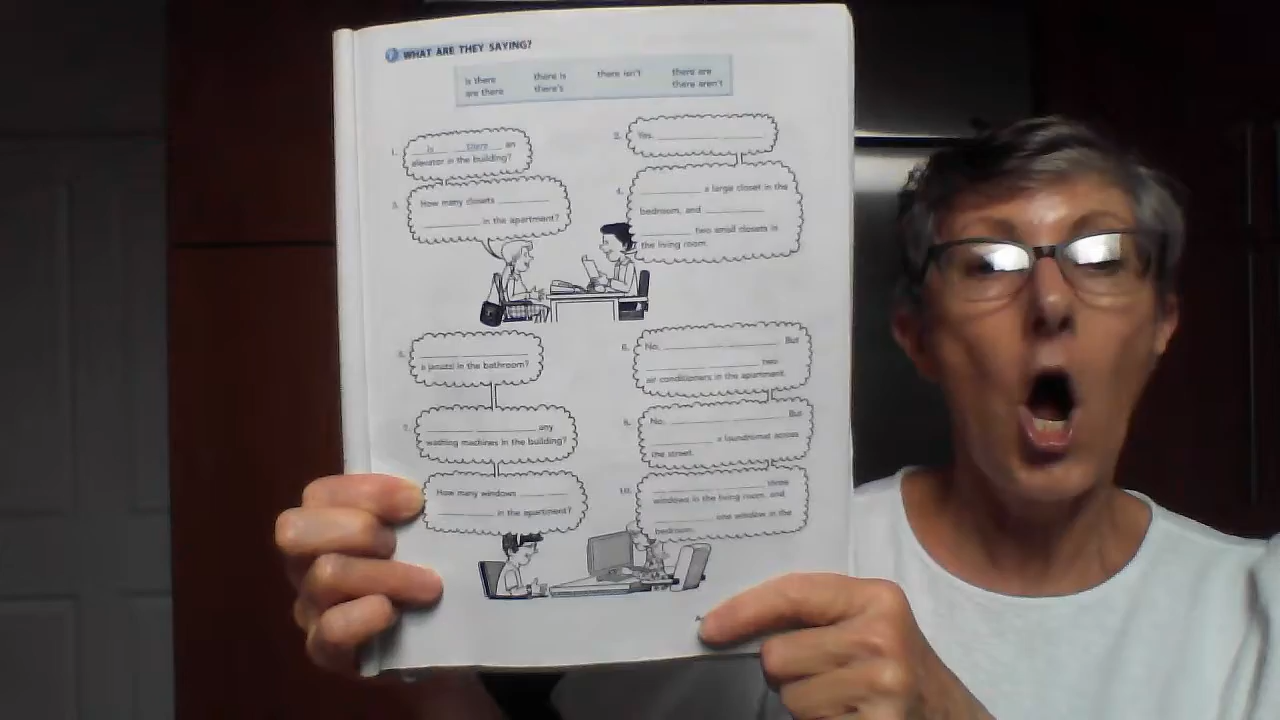 WHAT ARE THEY SAYING?
is there there is there isn't there are
are there there's there aren't
1. is there an
elevator in the building?
2. Yes,
3. How many closets
in the apartment?
4. a large closet in the
bedroom, and
two small closets in
the living room.
5.
a jacuzzi in the bathroom?
6. No, But
two
air conditioners in the apartment.
7. any
washing machines in the building?
8. No, But
a laundromat across
the street.
How many windows
in the apartment?
10. three
windows in the living room, and
one window in the
bedroom.